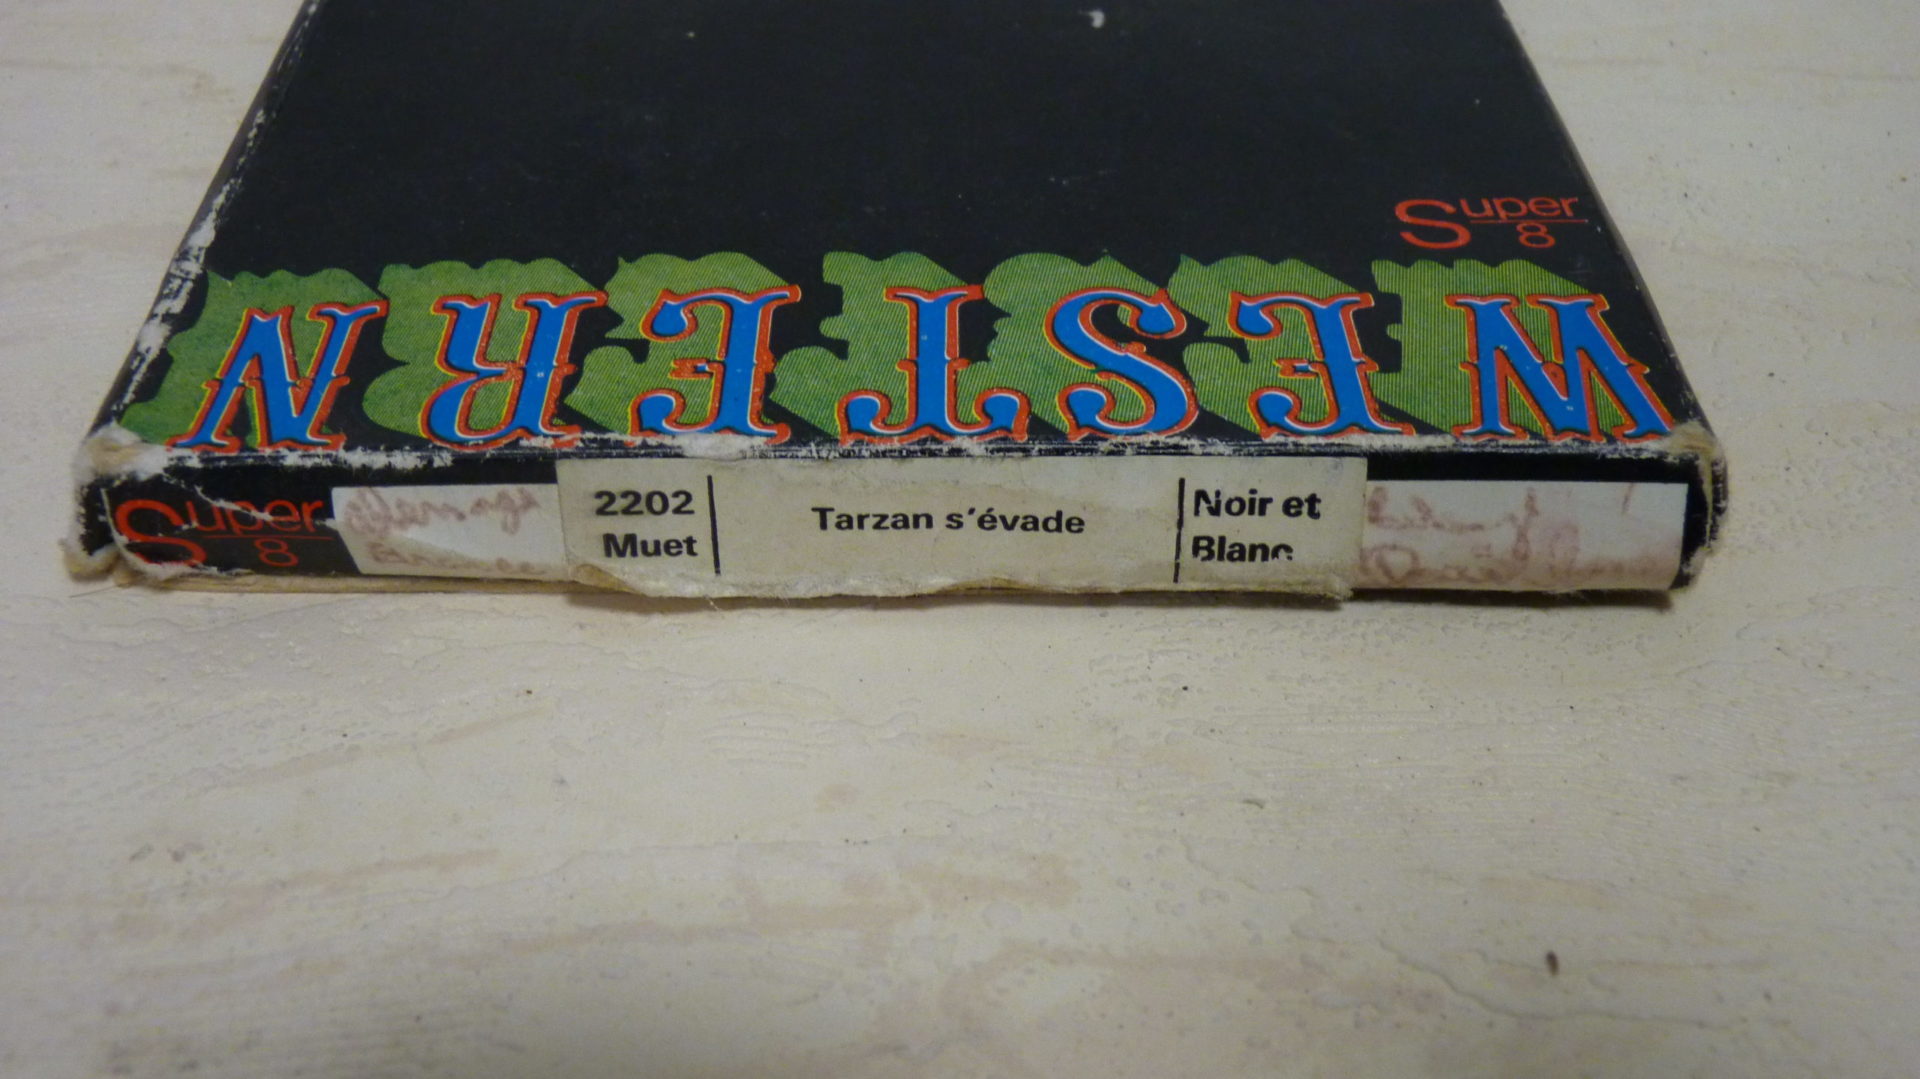 Super
8
WESTERN
Super
8
2202
Muet
Tarzan s'évade
Noir et
Blanc